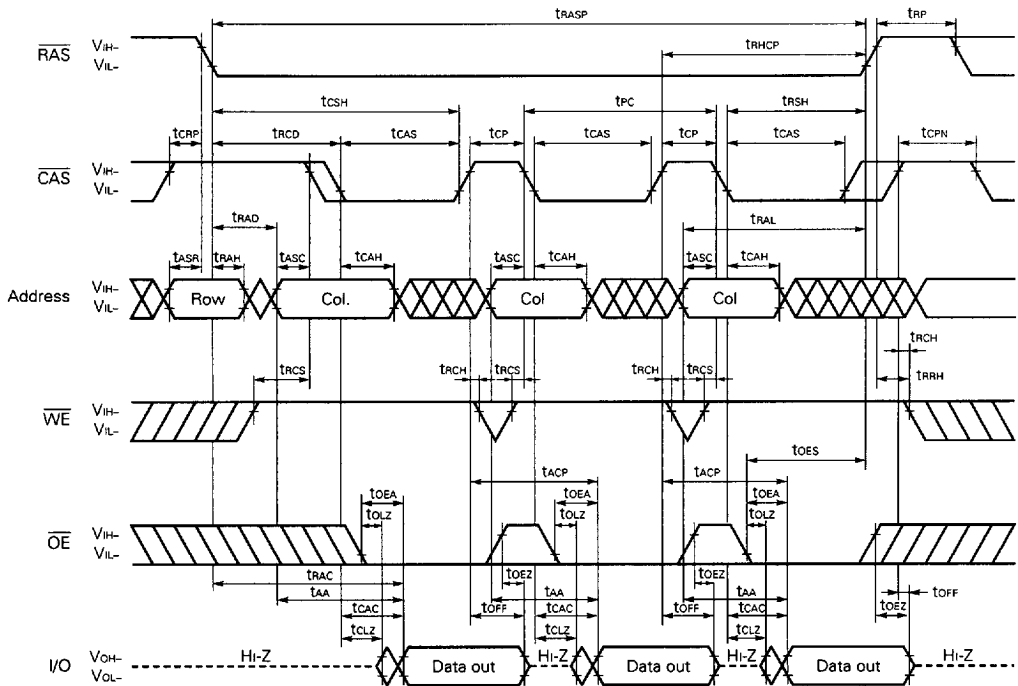 tRASP tRP
RAS VIH– VIL–
tRHCP
tCSH tPC tRSH
tCRP tRCD tCAS tCP tCAS tCP tCAS tCPN
CAS VIH– VIL–
tRAD tRAL
tASR tRAH tASC tCAH tASC tCAH tASC tCAH
Address VIH– VIL– Row Col. Col Col
tRCH
tRCS tRCH tRCS tRCH tRCS tRRH
WE VIH– VIL–
tOES
tACP tACP
tOEA tOEA tOEA
tOLZ tOLZ tOLZ
OE VIH– VIL–
tRAC tOEZ tOEZ
tAA tAA tAA tOFF
tCAC tOFF tCAC tOFF tCAC tOEZ
tCLZ tCLZ tCLZ
I/O VOH– VOL– HI-Z Data out HI-Z Data out HI-Z Data out HI-Z